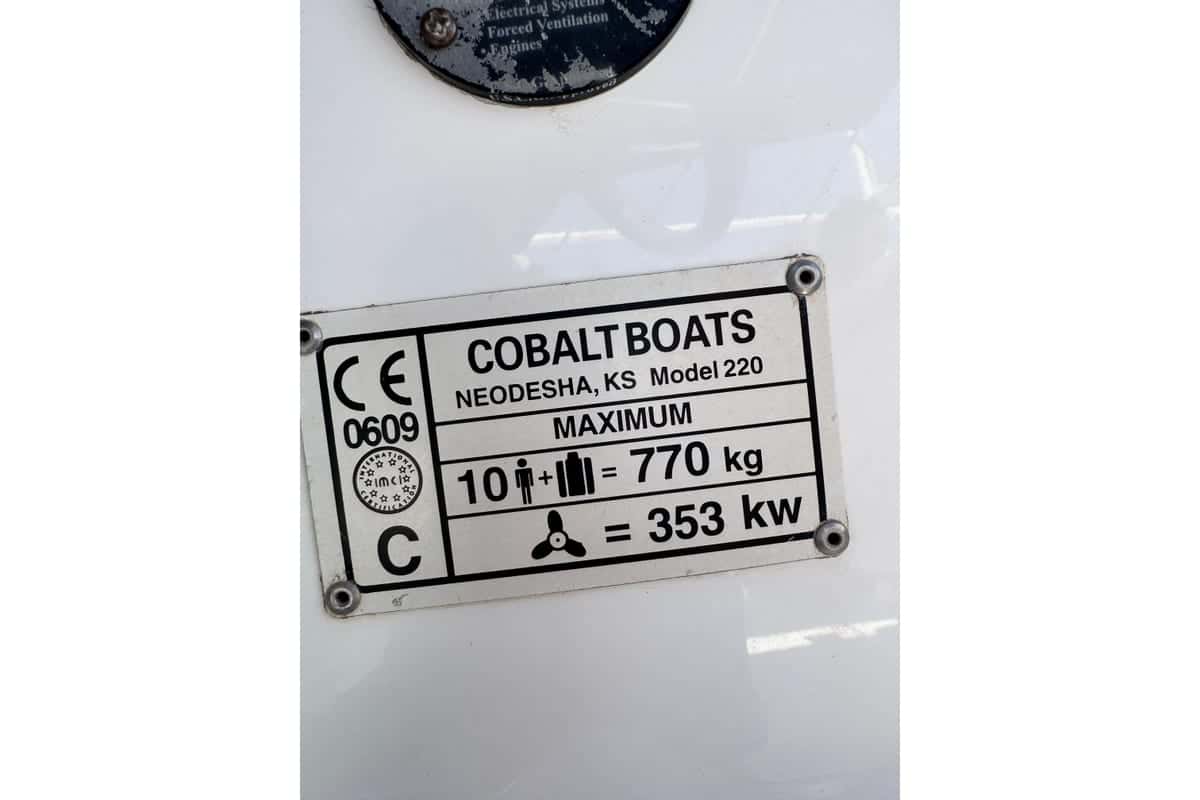 Electrical Systems
Forced Ventilation
• Engines
CE
0609
INTERNATIONAL
IMCI
CERTIFICATION
C
COBALT BOATS
NEODESHA, KS Model 220
MAXIMUM
10 + = 770 kg
= 353 kw